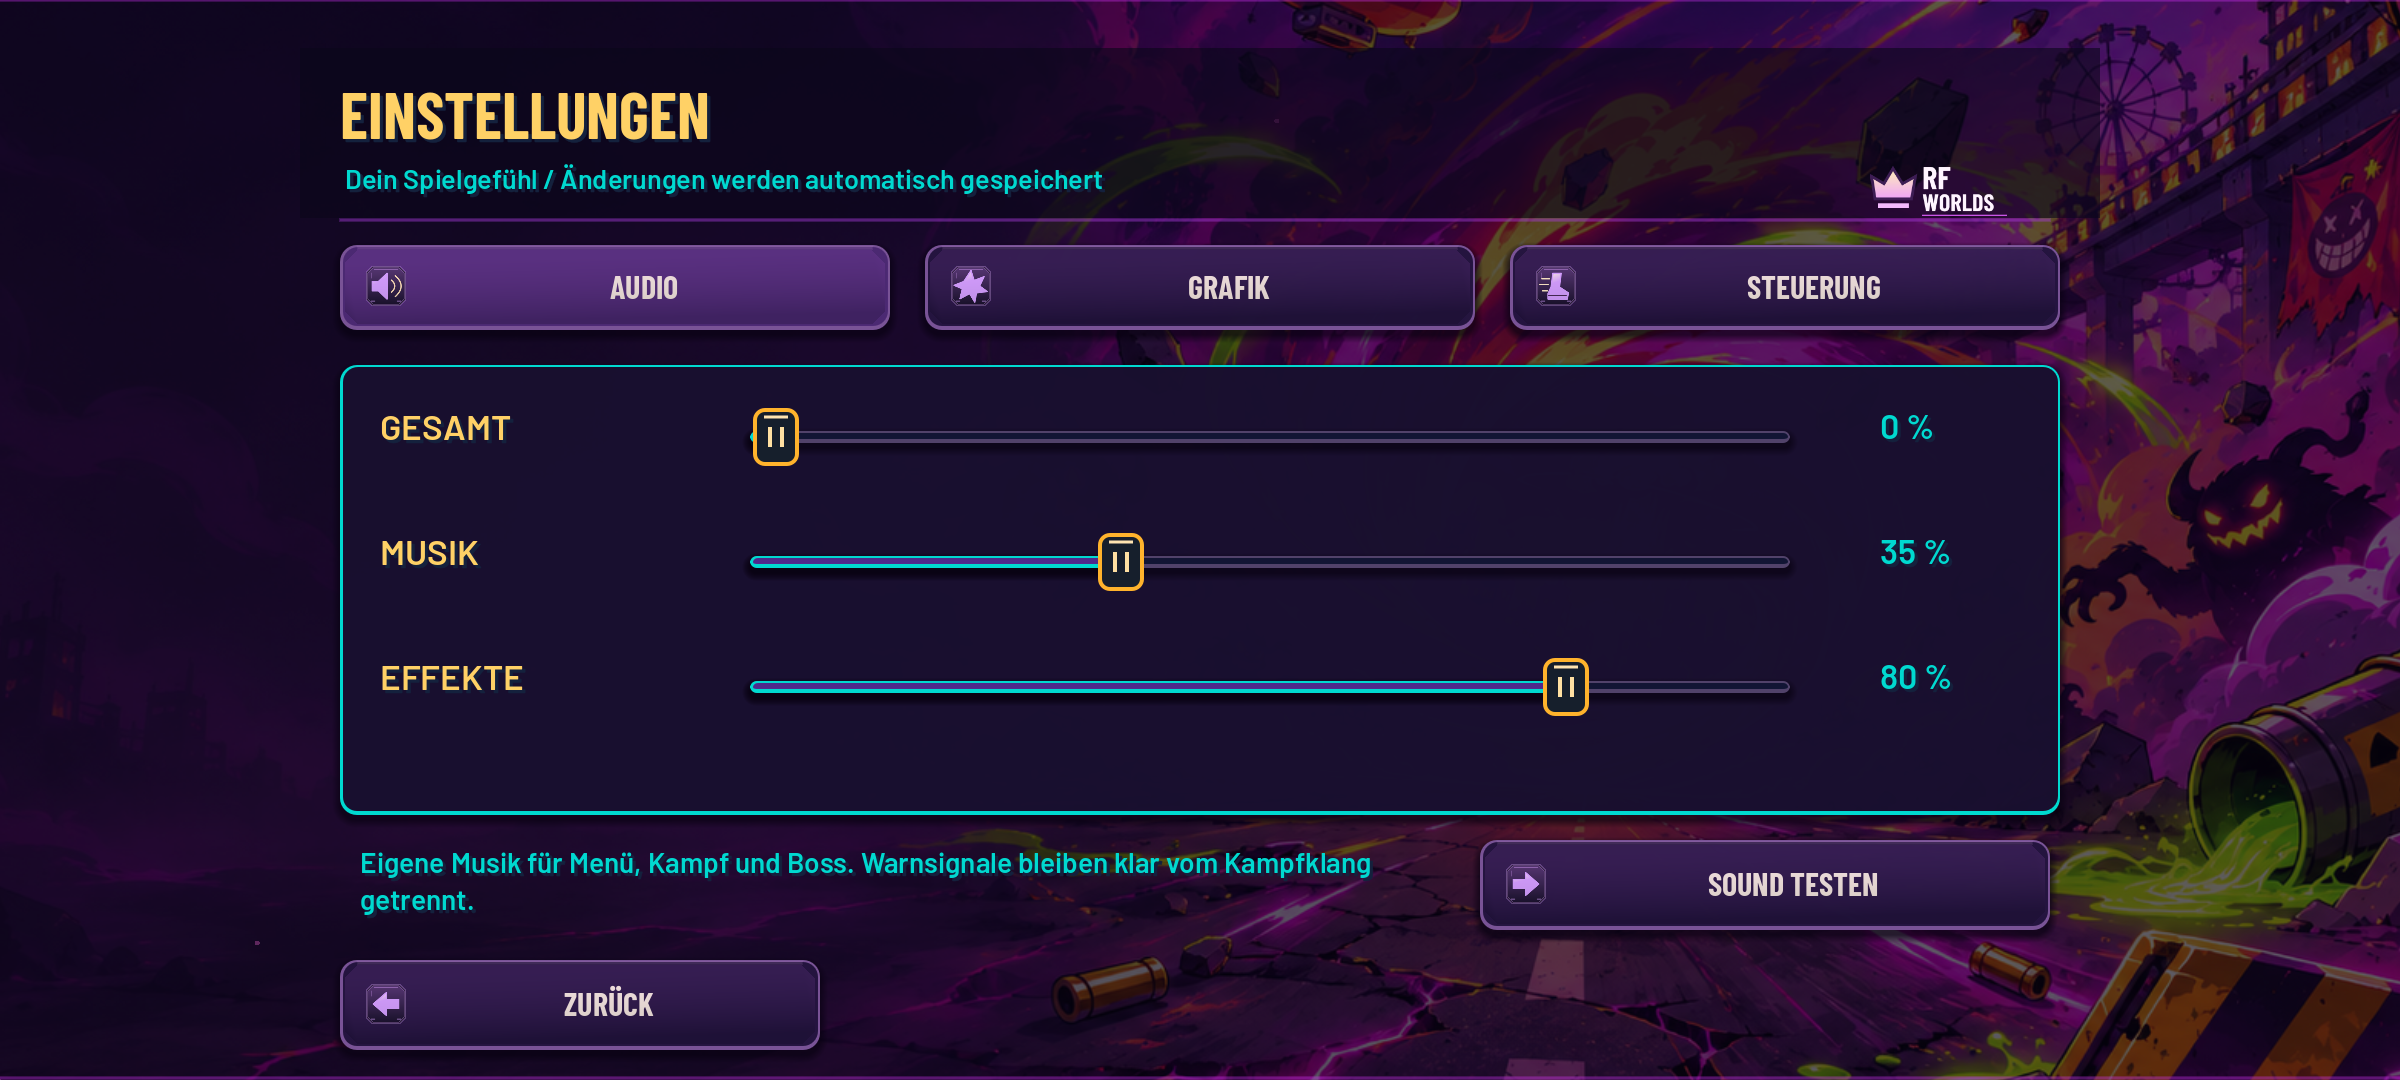 EINSTELLUNGEN
Dein Spielgefühl / Änderungen werden automatisch gespeichert
RF
WORLDS
AUDIO
GRAFIK
STEUERUNG
GESAMT
0 %
MUSIK
35 %
EFFEKTE
80 %
Eigene Musik für Menü, Kampf und Boss. Warnsignale bleiben klar vom Kampfklang
getrennt.
SOUND TESTEN
ZURÜCK